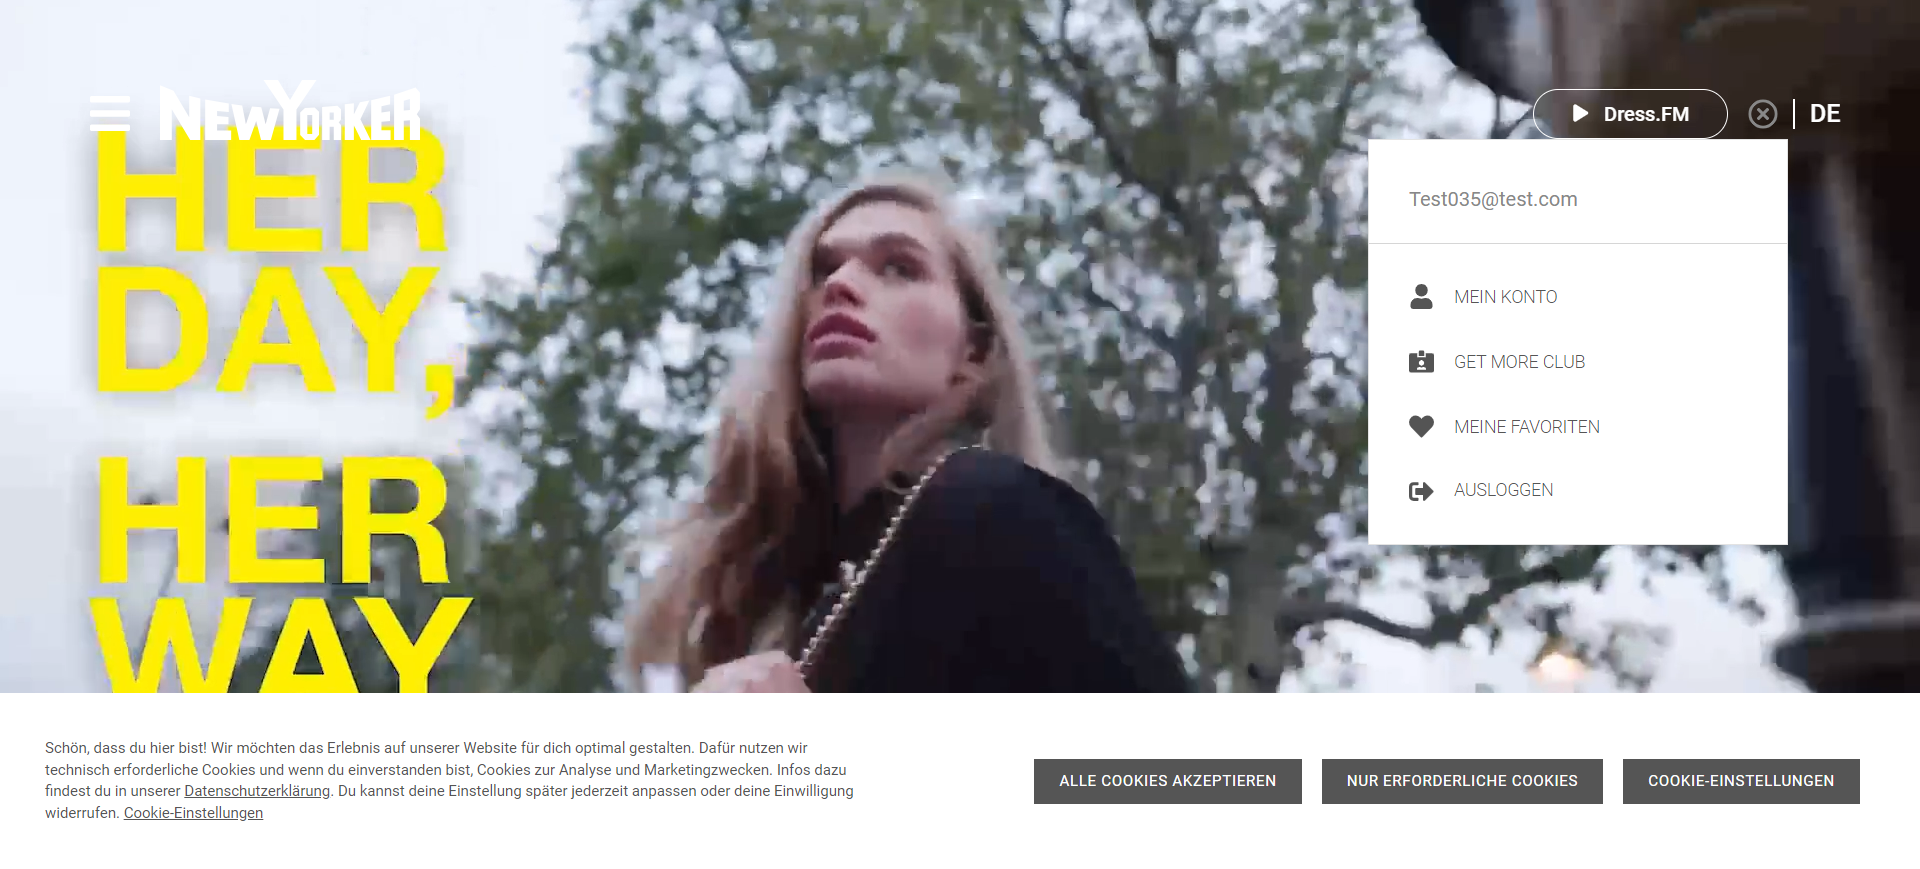 NEWYORKER
Dress.FM
DE
HER
DAY,
HER
WAY
Test035@test.com
MEIN KONTO
GET MORE CLUB
MEINE FAVORITEN
AUSLOGGEN
Schön, dass du hier bist! Wir möchten das Erlebnis auf unserer Website für dich optimal gestalten. Dafür nutzen wir
technisch erforderliche Cookies und wenn du einverstanden bist, Cookies zur Analyse und Marketingzwecken. Infos dazu
findest du in unserer Datenschutzerklärung. Du kannst deine Einstellung später jederzeit anpassen oder deine Einwilligung
widerrufen. Cookie-Einstellungen
ALLE COOKIES AKZEPTIEREN
NUR ERFORDERLICHE COOKIES
COOKIE-EINSTELLUNGEN